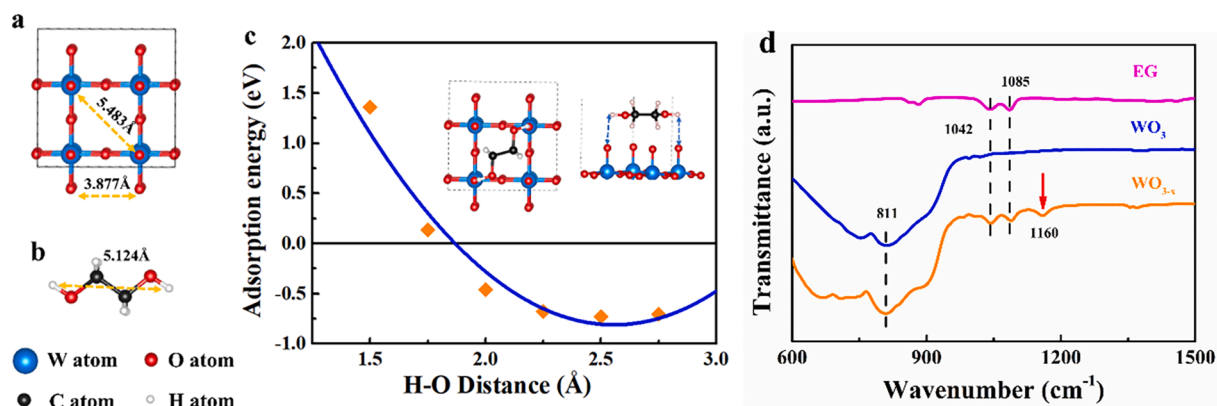 a
5.483Å
3.877Å
b
5.124Å
W atom
O atom
C atom
H atom
c
Adsorption energy (eV)
2.0
1.5
1.0
0.5
0.0
-0.5
-1.0
1.5
2.0
2.5
3.0
H-O Distance (Å)
d
Transmittance (a.u.)
EG
1085
1042
WO3
811
WO3-x
1160
600
900
1200
1500
Wavenumber (cm-1)